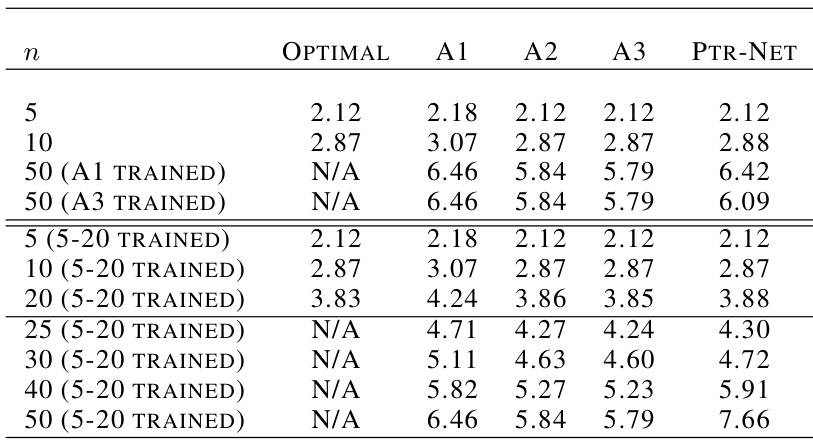 n OPTIMAL A1 A2 A3 PTR-NET
5 2.12 2.18 2.12 2.12 2.12
10 2.87 3.07 2.87 2.87 2.88
50 (A1 TRAINED) N/A 6.46 5.84 5.79 6.42
50 (A3 TRAINED) N/A 6.46 5.84 5.79 6.09
5 (5-20 TRAINED) 2.12 2.18 2.12 2.12 2.12
10 (5-20 TRAINED) 2.87 3.07 2.87 2.87 2.87
20 (5-20 TRAINED) 3.83 4.24 3.86 3.85 3.88
25 (5-20 TRAINED) N/A 4.71 4.27 4.24 4.30
30 (5-20 TRAINED) N/A 5.11 4.63 4.60 4.72
40 (5-20 TRAINED) N/A 5.82 5.27 5.23 5.91
50 (5-20 TRAINED) N/A 6.46 5.84 5.79 7.66